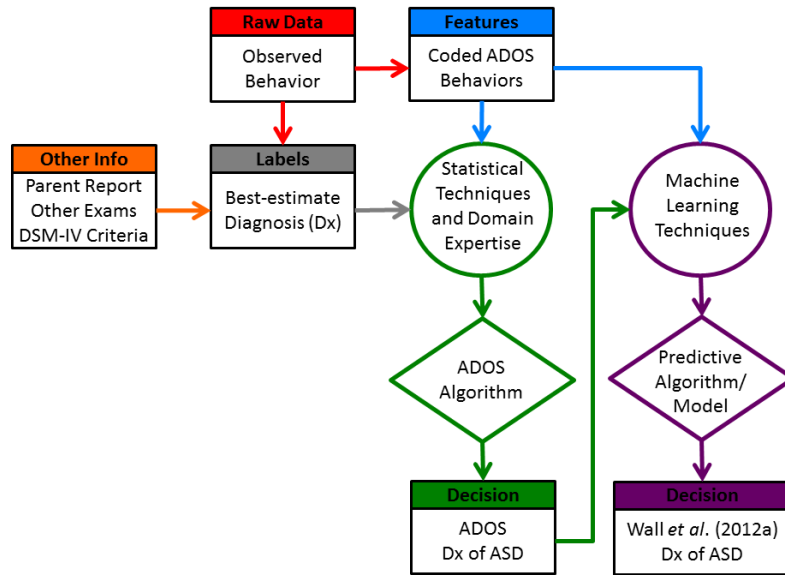 Raw Data
Observed
Behavior
Features
Coded ADOS
Behaviors
Other Info
Parent Report
Other Exams
DSM-IV Criteria
Labels
Best-estimate
Diagnosis (Dx)
Statistical
Techniques
and Domain
Expertise
Machine
Learning
Techniques
ADOS
Algorithm
Predictive
Algorithm/
Model
Decision
ADOS
Dx of ASD
Decision
Wall et al. (2012a)
Dx of ASD